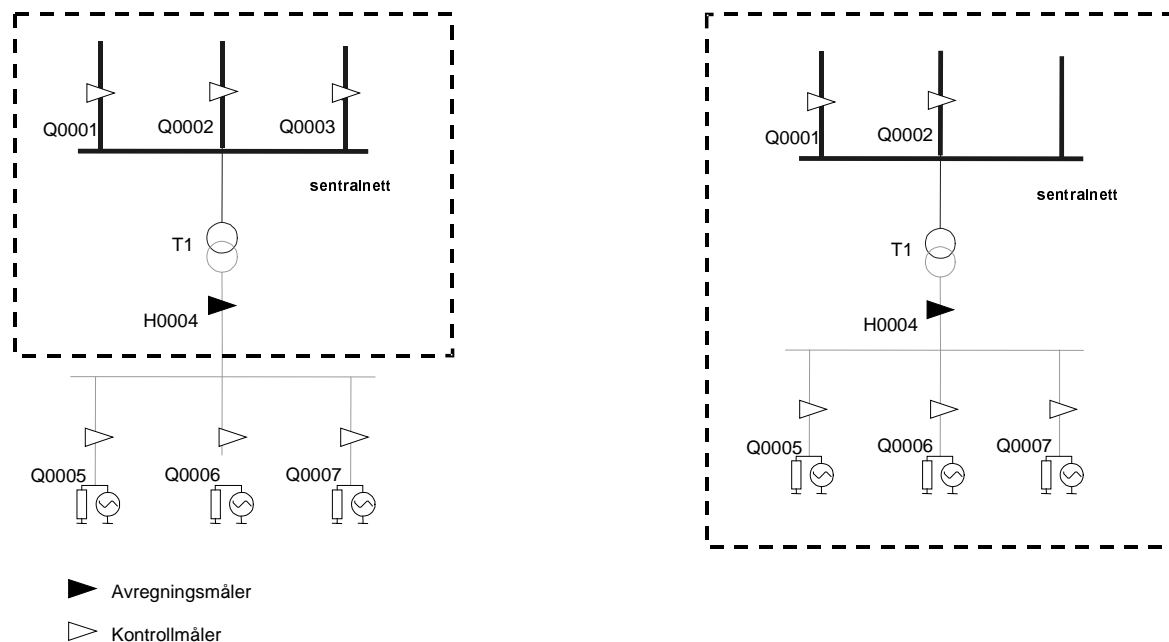 Q0001
Q0002
Q0003
sentralnett
T1
H0004
Q0005
Q0006
Q0007
Q0001
Q0002
sentralnett
T1
H0004
Q0005
Q0006
Q0007
Avregningsmåler
Kontrollmåler